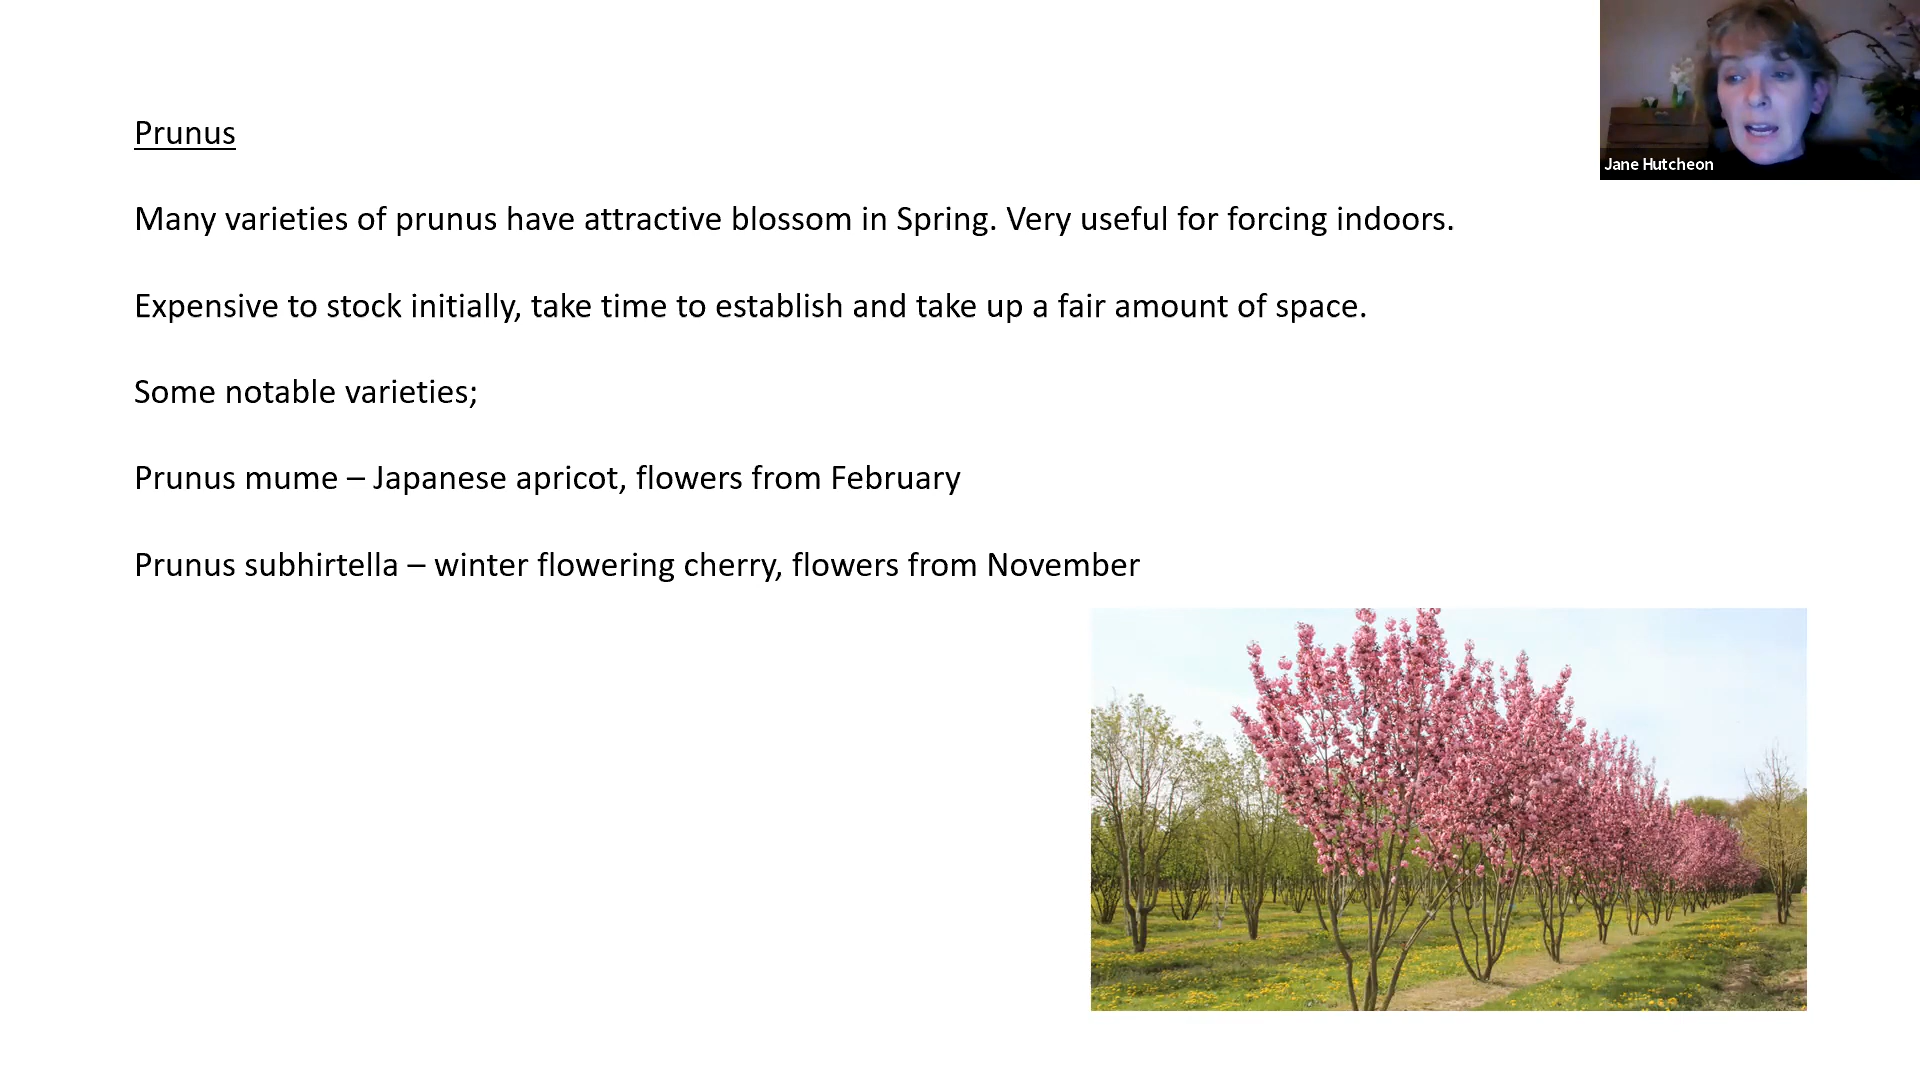 Prunus
Many varieties of prunus have attractive blossom in Spring. Very useful for forcing indoors.
Expensive to stock initially, take time to establish and take up a fair amount of space.
Some notable varieties;
Prunus mume – Japanese apricot, flowers from February
Prunus subhirtella – winter flowering cherry, flowers from November
Jane Hutcheon